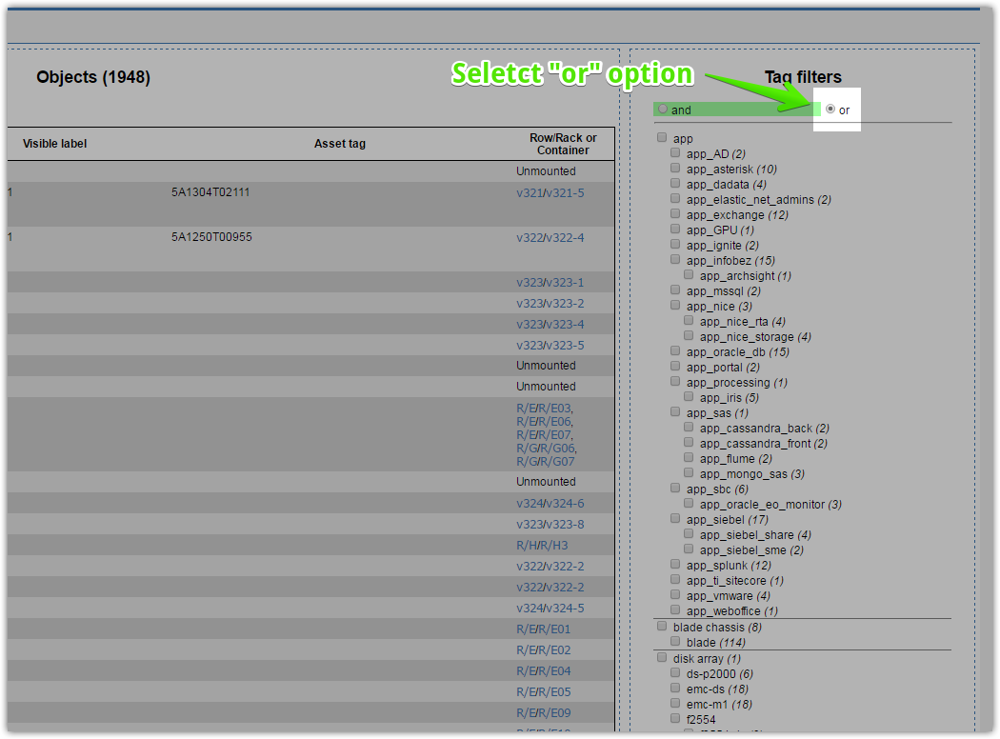 Objects (1948)
Seletct "or" option
Tag filters
and
or
Visible label
Asset tag
Row/Rack or
Container
Unmounted
1
5A1304T02111
v321/v321-5
1
5A1250T00955
v322/v322-4
v323/v323-1
v323/v323-2
v323/v323-4
v323/v323-5
Unmounted
Unmounted
R/E/R/E03,
R/E/R/E06,
R/E/R/E07,
R/G/R/G06,
R/G/R/G07
Unmounted
v324/v324-6
v323/v323-8
R/H/R/H3
v322/v322-2
v322/v322-2
v324/v324-5
R/E/R/E01
R/E/R/E02
R/E/R/E04
R/E/R/E05
R/E/R/E09
app
app_AD (2)
app_asterisk (10)
app_dadata (4)
app_elastic_net_admins (2)
app_exchange (12)
app_GPU (1)
app_ignite (2)
app_infobez (15)
app_archsight (1)
app_mssql (2)
app_nice (3)
app_nice_rta (4)
app_nice_storage (4)
app_oracle_db (15)
app_portal (2)
app_processing (1)
app_iris (5)
app_sas (1)
app_cassandra_back (2)
app_cassandra_front (2)
app_flume (2)
app_mongo_sas (3)
app_sbc (6)
app_oracle_eo_monitor (3)
app_siebel (17)
app_siebel_share (4)
app_siebel_sme (2)
app_splunk (12)
app_ti_sitecore (1)
app_vmware (4)
app_weboffice (1)
blade chassis (8)
blade (114)
disk array (1)
ds-p2000 (6)
emc-ds (18)
emc-m1 (18)
f2554